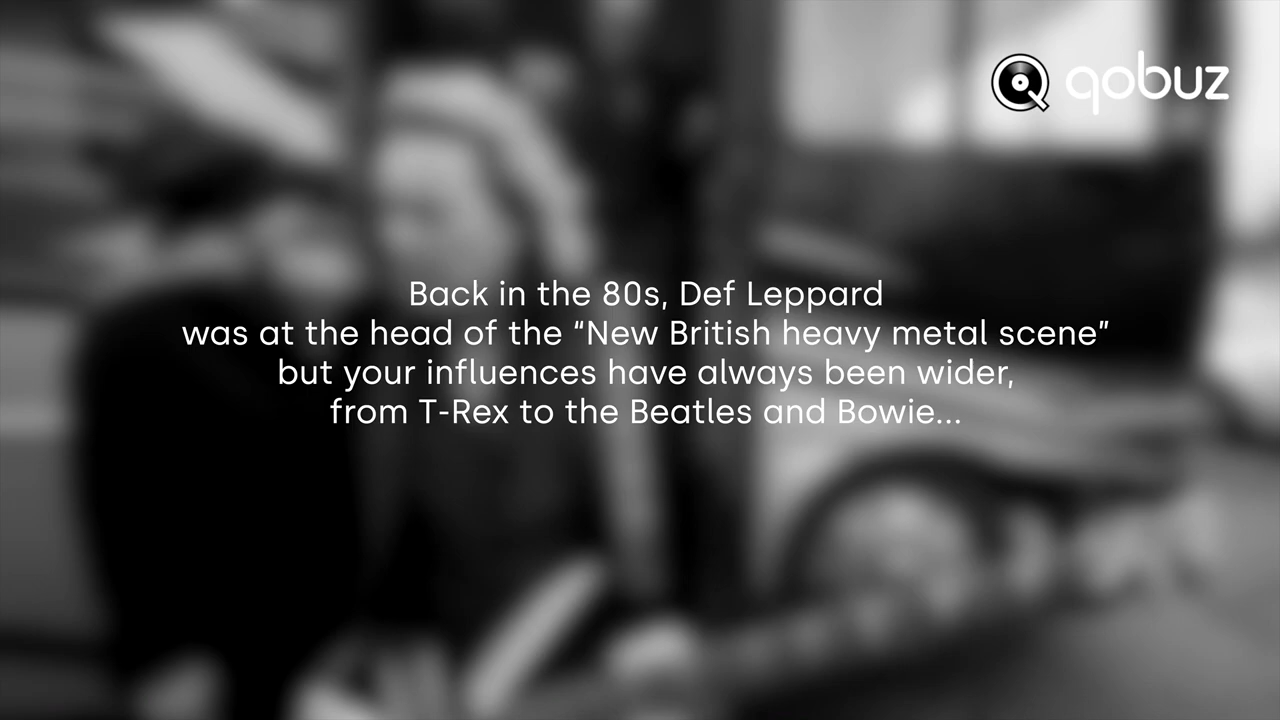 qobuz
Back in the 80s, Def Leppard
was at the head of the “New British heavy metal scene”
but your influences have always been wider,
from T-Rex to the Beatles and Bowie...